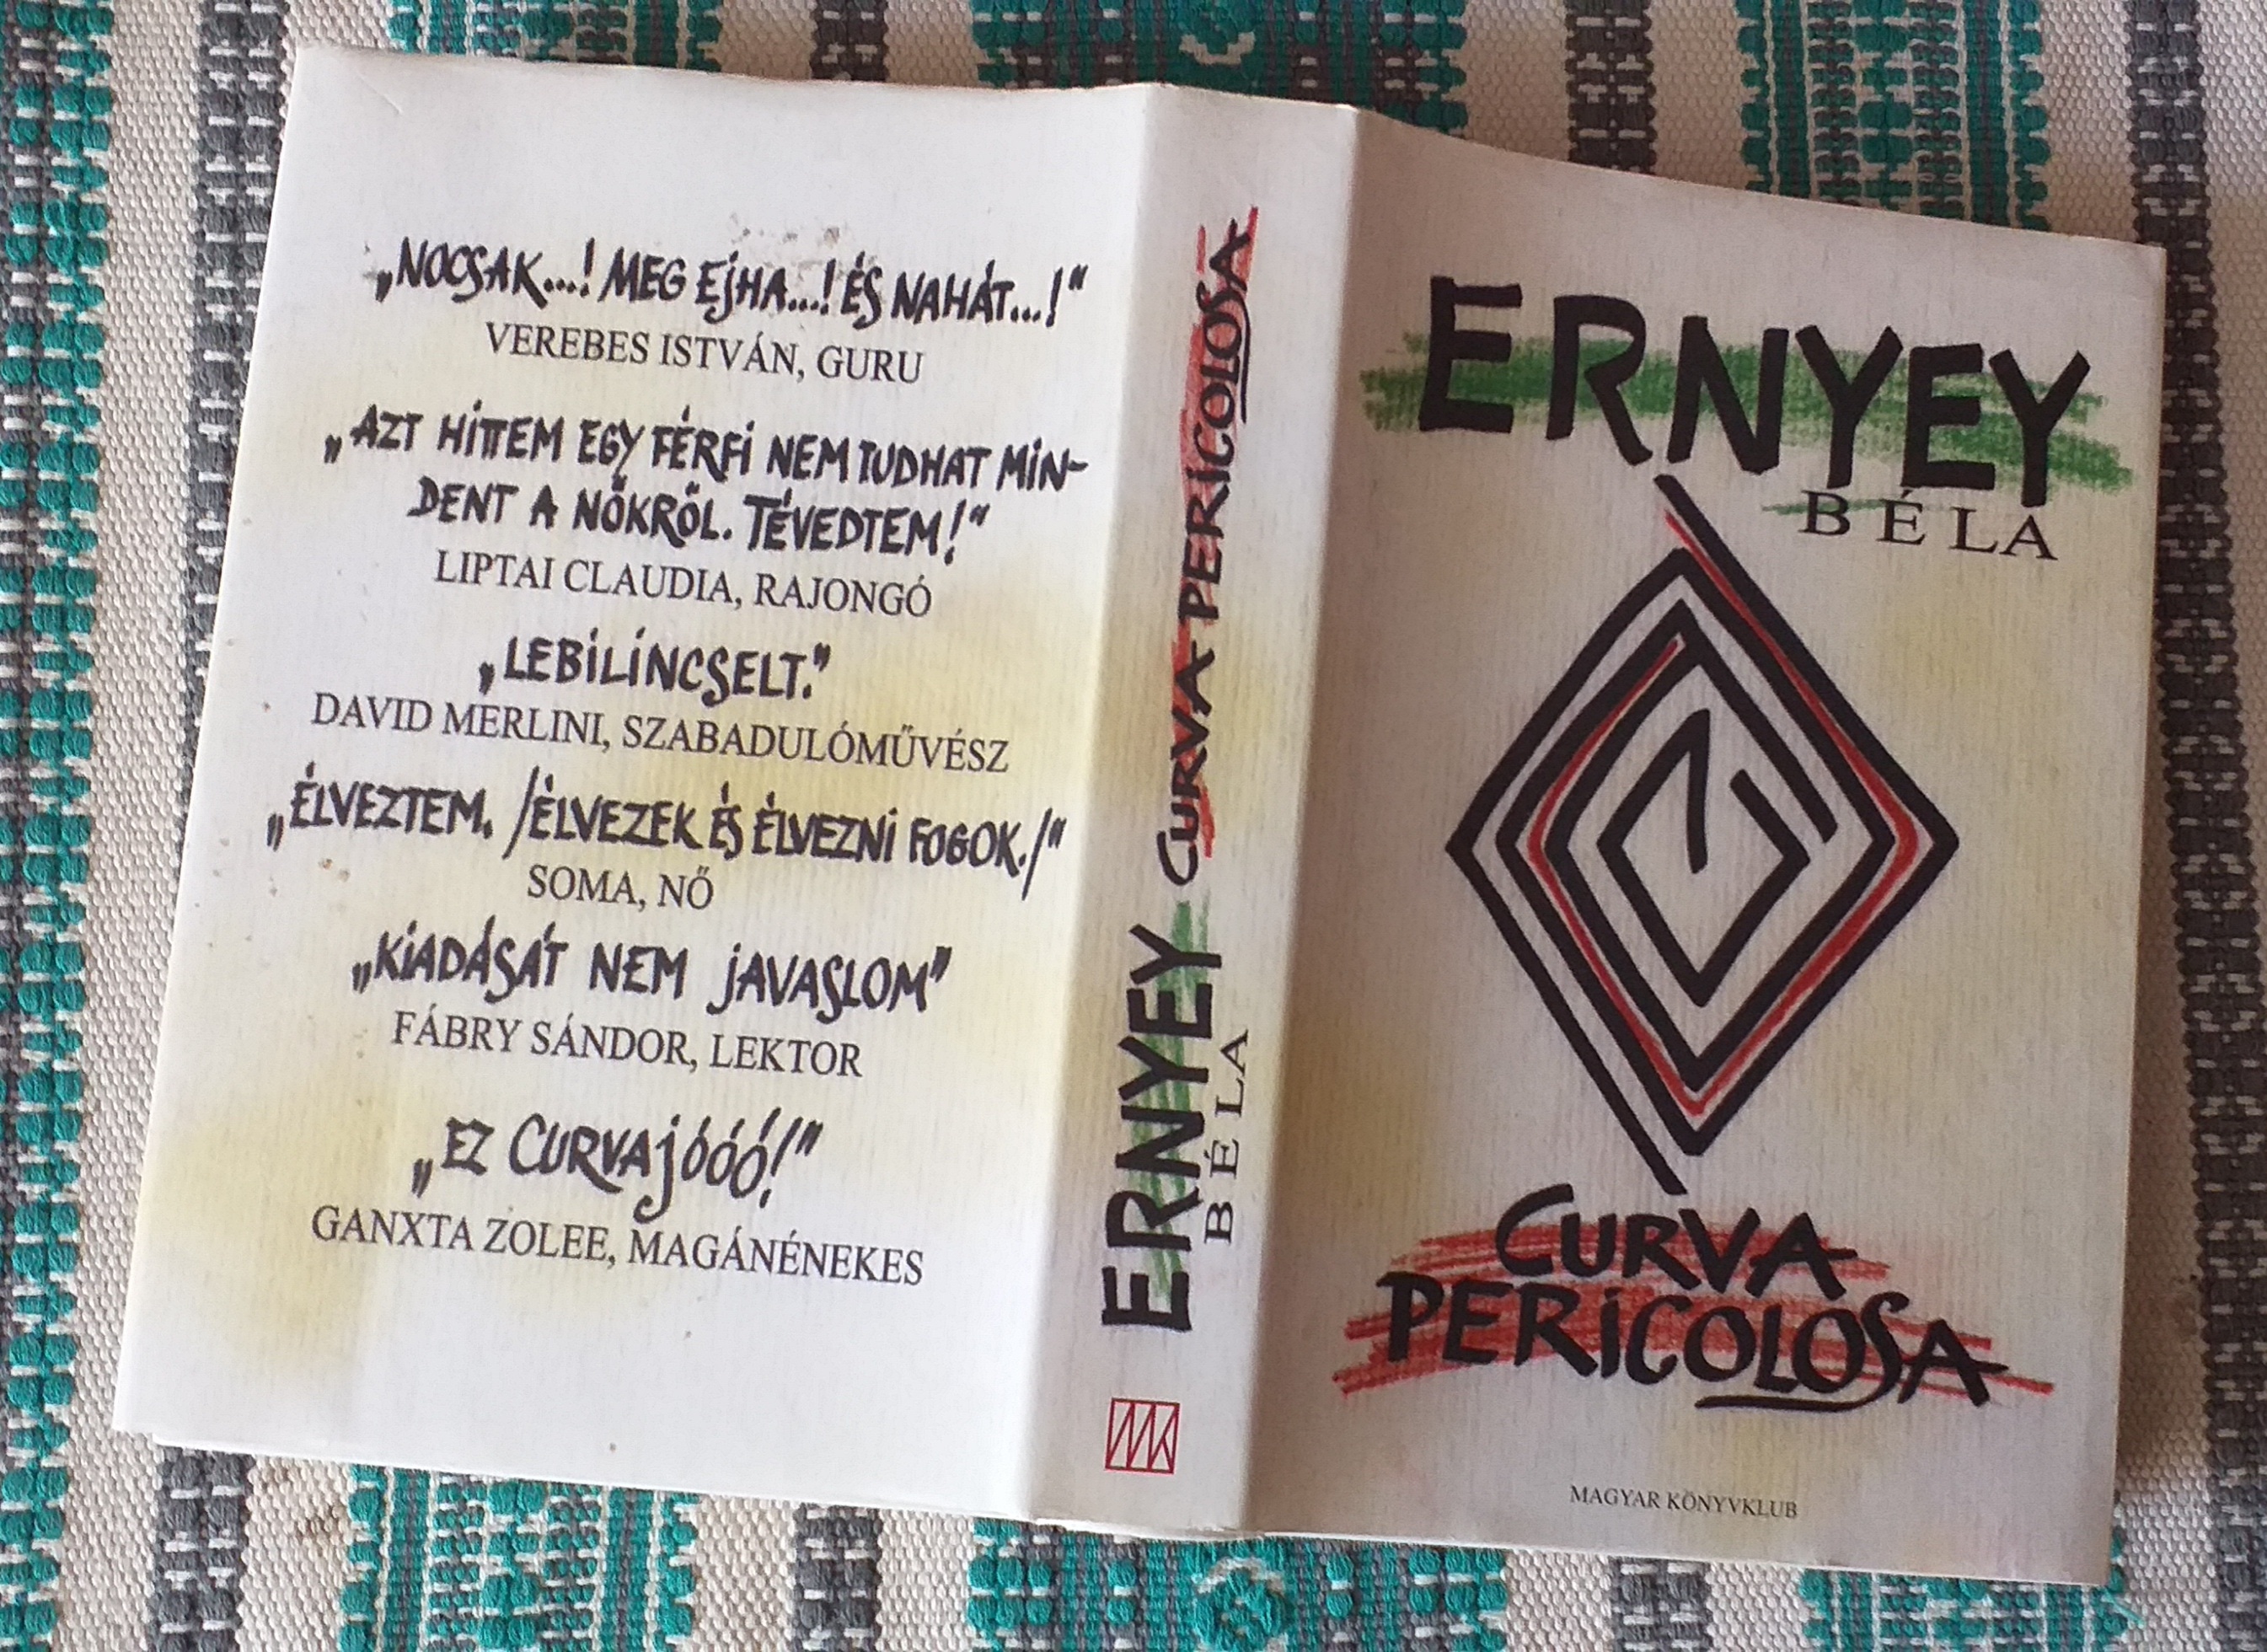 „NOCSAK...! MEG EJHA...! ÉS NAHÁT...!“
VEREBES ISTVÁN, GURU
„AZT HITTEM EGY FÉRFI NEM TUDHAT MIN-
DENT A NŐKRŐL. TÉVEDTEM!“
LIPTAI CLAUDIA, RAJONGÓ
„LEBILINCSELT.”
DAVID MERLINI, SZABADULÓMŰVÉSZ
„ÉLVEZTEM. /ÉLVEZEK ÉS ÉLVEZNI FOGOK./“
SOMA, NŐ
„KIADÁSÁT NEM JAVASLOM”
FÁBRY SÁNDOR, LEKTOR
„EZ CURVAJÓÓÓ!”
GANXTA ZOLEE, MAGÁNÉNEKES
ERNYEY BÉLA CURVA PERICOLOSA
MK
ERNYEY
BÉLA
CURVA
PERICOLOSA
MAGYAR KÖNYVKLUB